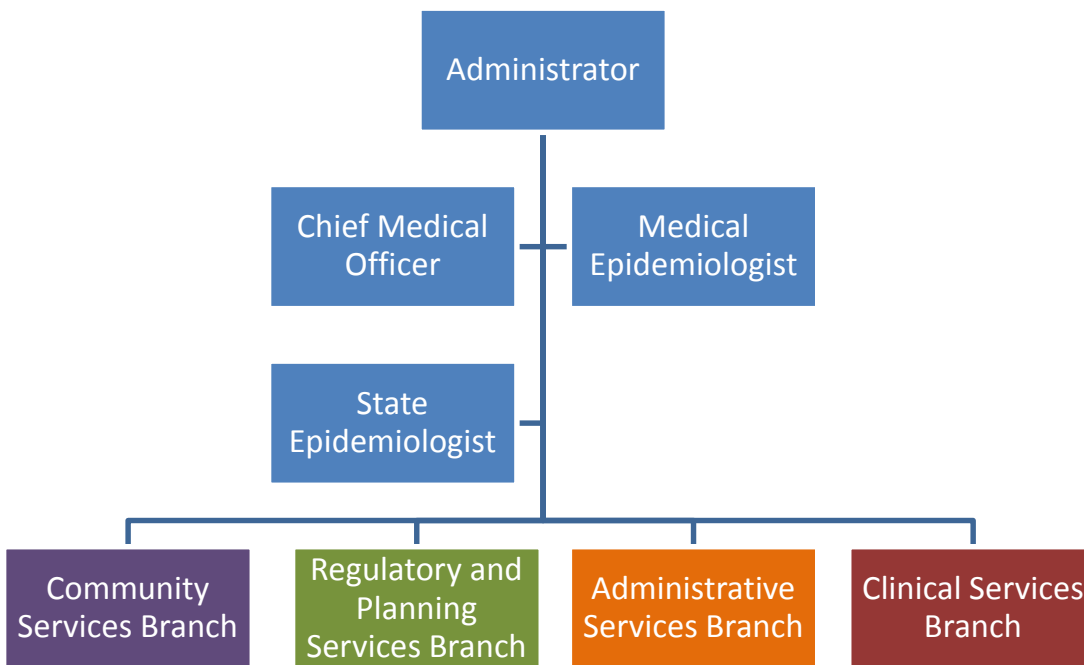 Administrator
Chief Medical
Officer
Medical
Epidemiologist
State
Epidemiologist
Community
Services Branch
Regulatory and
Planning
Services Branch
Administrative
Services Branch
Clinical Services
Branch